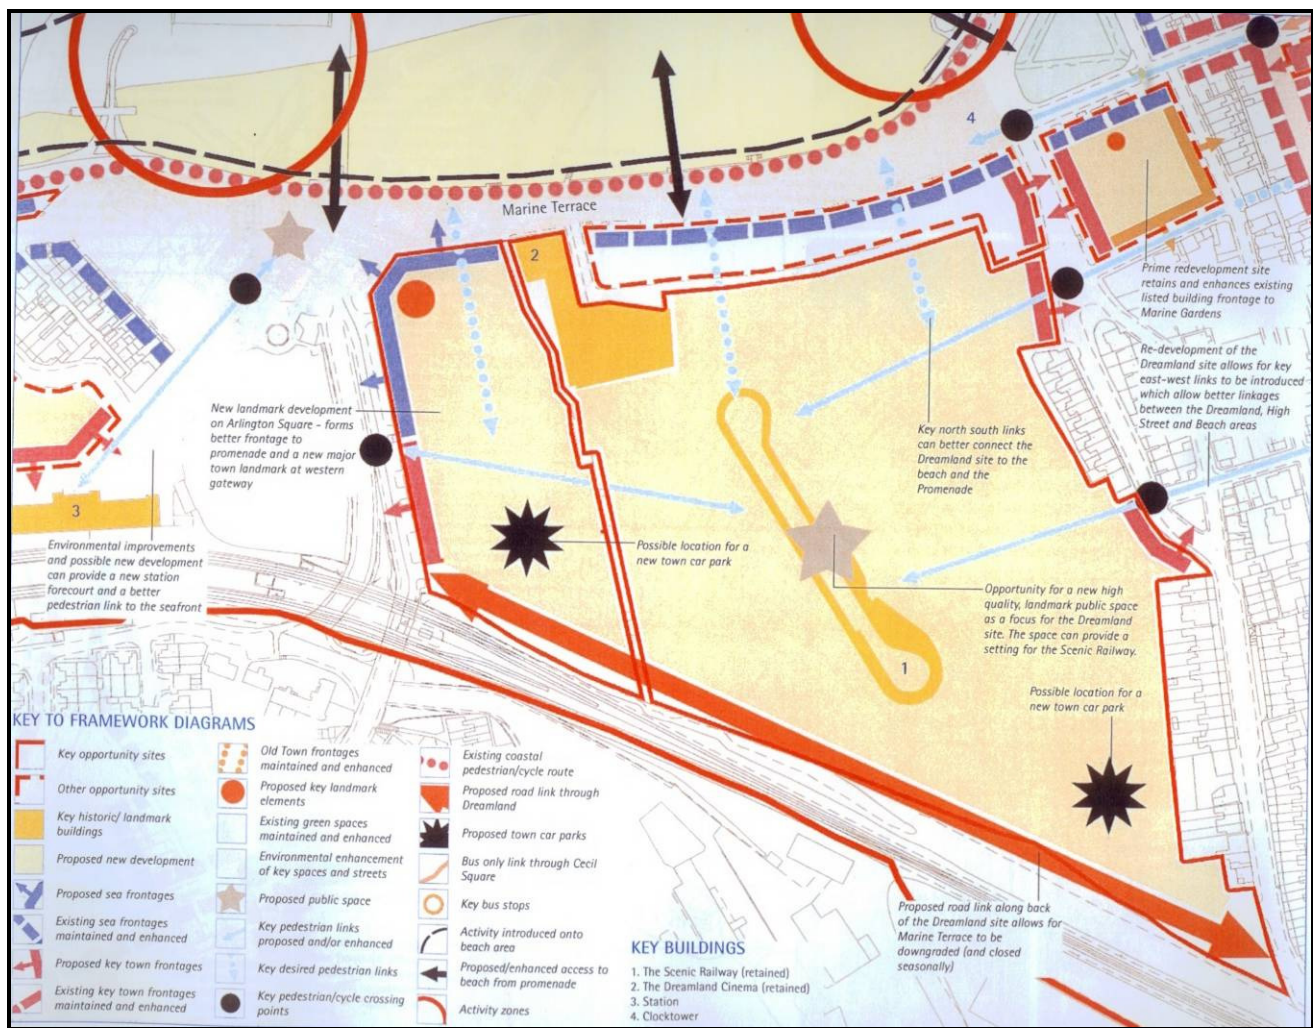 4
Marine Terrace
2
Prime redevelopment site
retains and enhances existing
listed building frontage to
Marine Gardens
Re-development of the
Dreamland site allows for key
east-west links to be introduced
which allow better linkages
between the Dreamland, High
Street and Beach areas
New landmark development
on Arlington Square - forms
better frontage to
promenade and a new major
town landmark at western
gateway
Key north south links
can better connect the
Dreamland site to the
beach and the
Promenade
3
Environmental improvements
and possible new development
can provide a new station
forecourt and a better
pedestrian link to the seafront
Possible location for a
new town car park
Opportunity for a new high
quality, landmark public space
as a focus for the Dreamland
site. The space can provide a
setting for the Scenic Railway.
1
Possible location for a
new town car park
Proposed road link along back
of the Dreamland site allows for
Marine Terrace to be
downgraded (and closed
seasonally)
KEY TO FRAMEWORK DIAGRAMS
Key opportunity sites
Other opportunity sites
Key historic/ landmark
buildings
Proposed new development
Proposed sea frontages
Existing sea frontages
maintained and enhanced
Proposed key town frontages
Existing key town frontages
maintained and enhanced
Old Town frontages
maintained and enhanced
Proposed key landmark
elements
Existing green spaces
maintained and enhanced
Environmental enhancement
of key spaces and streets
Proposed public space
Key pedestrian links
proposed and/or enhanced
Key desired pedestrian links
Key pedestrian/cycle crossing
points
Existing coastal
pedestrian/cycle route
Proposed road link through
Dreamland
Proposed town car parks
Bus only link through Cecil
Square
Key bus stops
Activity introduced onto
beach area
Proposed/enhanced access to
beach from promenade
Activity zones
KEY BUILDINGS
1. The Scenic Railway (retained)
2. The Dreamland Cinema (retained)
3. Station
4. Clocktower